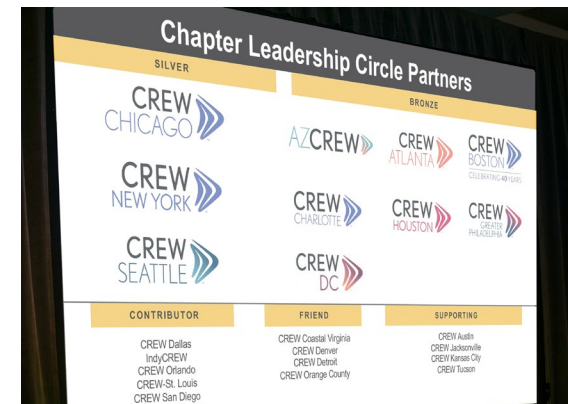 Chapter Leadership Circle Partners
SILVER
CREW
CHICAGO
CREW
NEW YORK
CREW
SEATTLE
BRONZE
AZCREW
CREW
ATLANTA
CREW
BOSTON
CELEBRATING 40 YEARS
CREW
CHARLOTTE
CREW
HOUSTON
CREW
GREATER
PHILADELPHIA
CREW
DC
CONTRIBUTOR
CREW Dallas
IndyCREW
CREW Orlando
CREW-St. Louis
CREW San Diego
FRIEND
CREW Coastal Virginia
CREW Denver
CREW Detroit
CREW Orange County
SUPPORTING
CREW Austin
CREW Jacksonville
CREW Kansas City
CREW Tucson